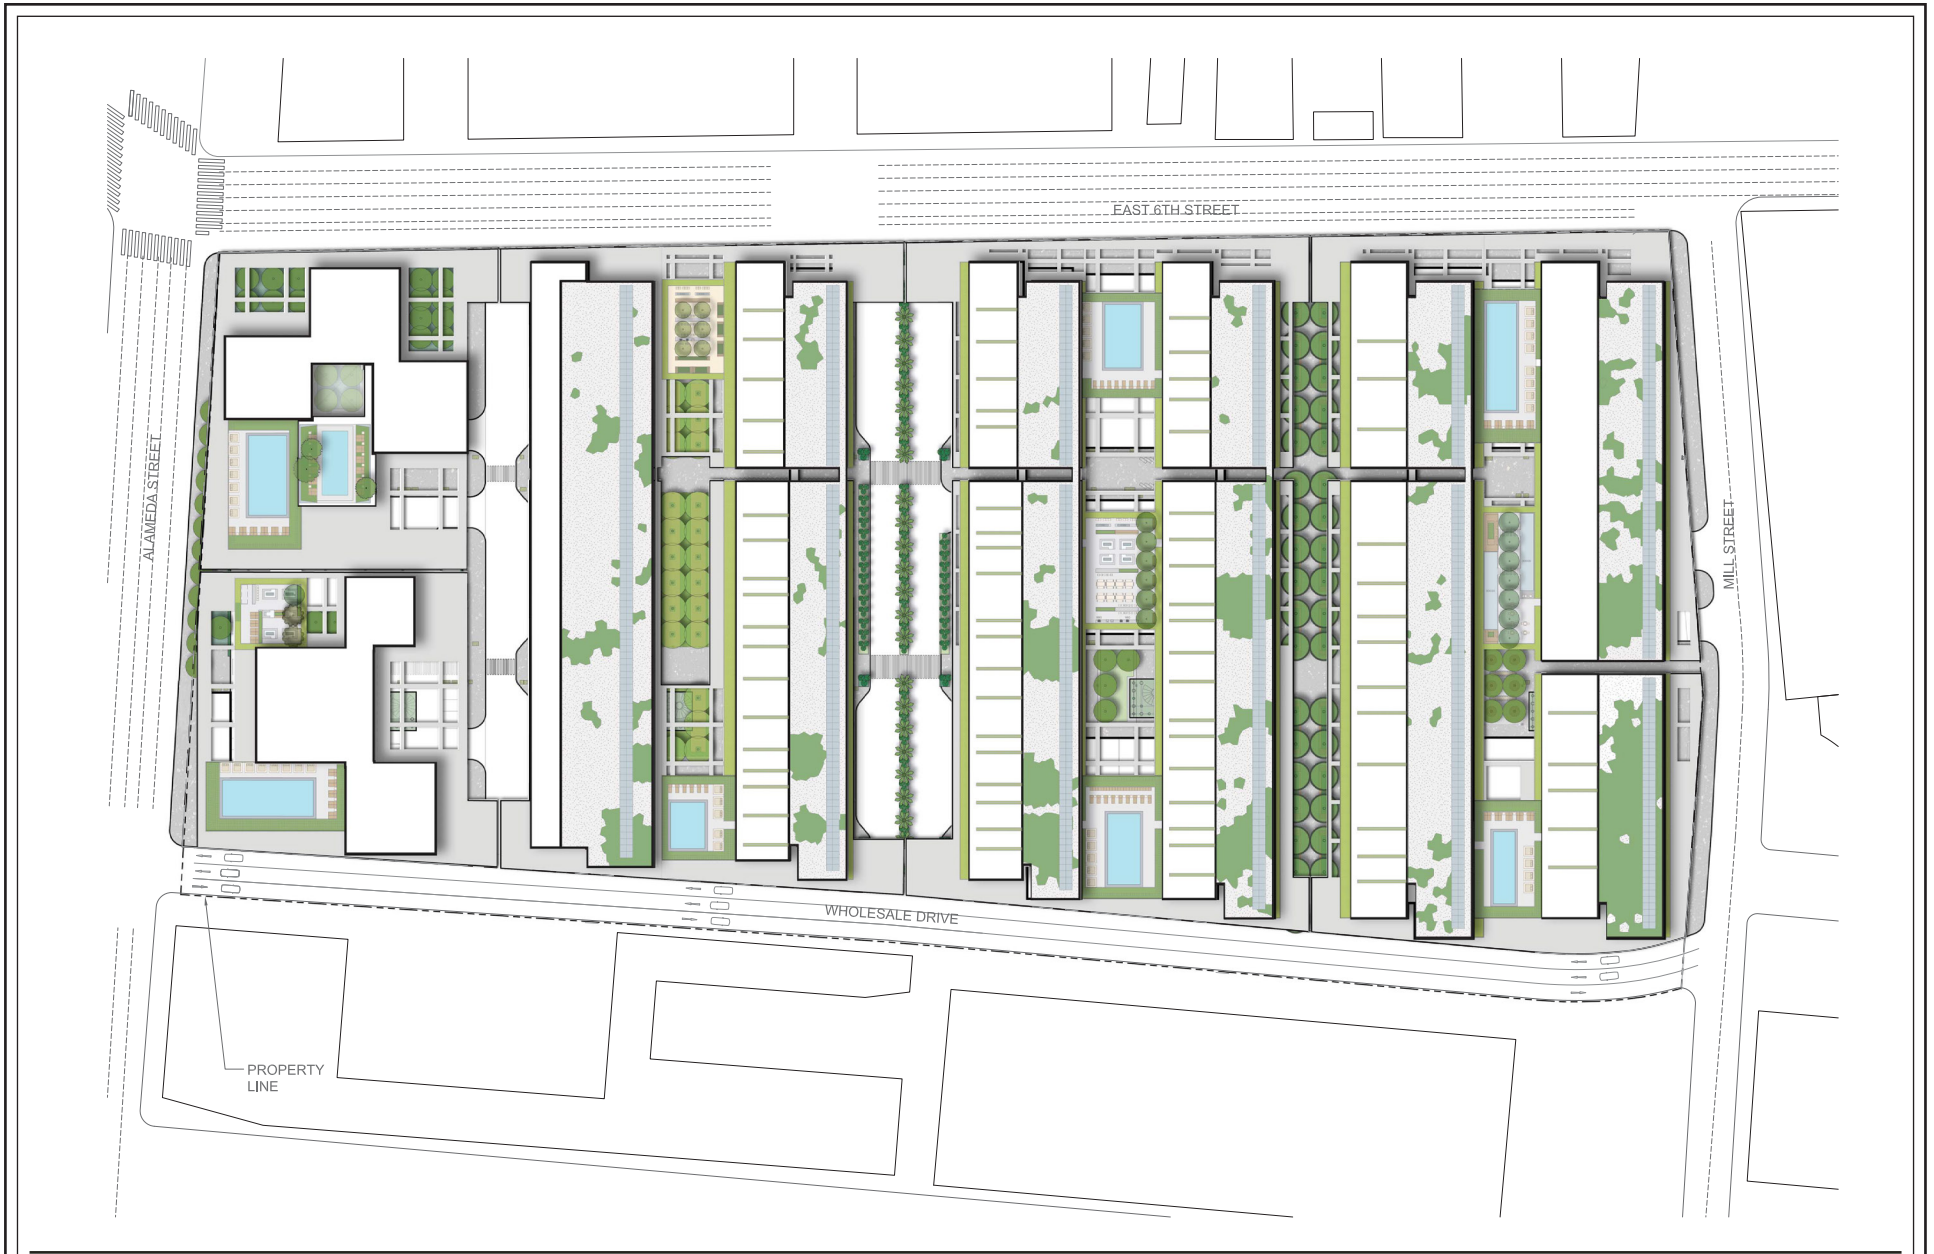 EAST 6TH STREET
ALAMEDA STREET
MILL STREET
WHOLESALE DRIVE
PROPERTY
LINE